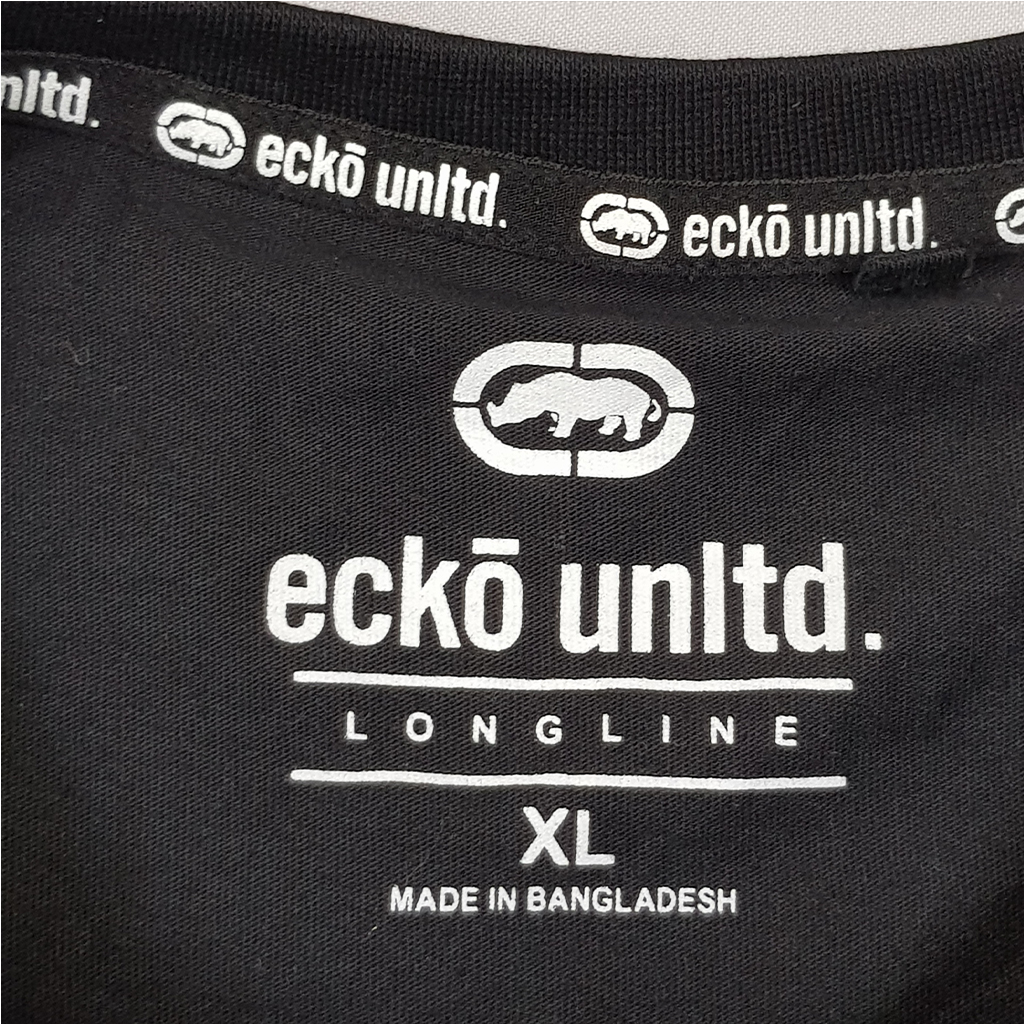 unltd. eckō unltd. eckō unltd.
eckō unltd.
LONGLINE
XL
MADE IN BANGLADESH